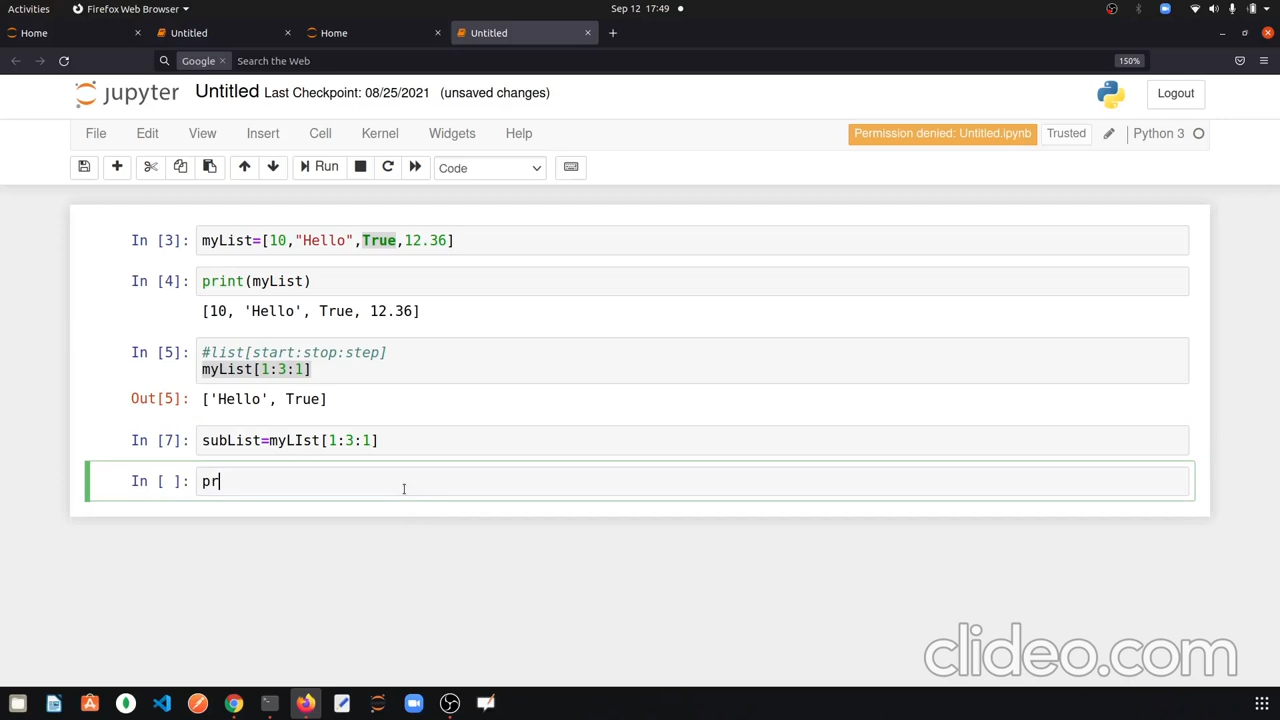 Activities Firefox Web Browser Sep 12 17:49
Home × Untitled × Home × Untitled × +
Google × Search the Web 150%
jupyter Untitled Last Checkpoint: 08/25/2021 (unsaved changes) Logout
File Edit View Insert Cell Kernel Widgets Help Permission denied: Untitled.ipynb Trusted Python 3
Run Code
In [3]: myList=[10,"Hello",True,12.36]
In [4]: print(myList)
[10, 'Hello', True, 12.36]
In [5]: #list[start:stop:step]
myList[1:3:1]
Out[5]: ['Hello', True]
In [7]: subList=myLIst[1:3:1]
In [ ]: pr
clideo.com